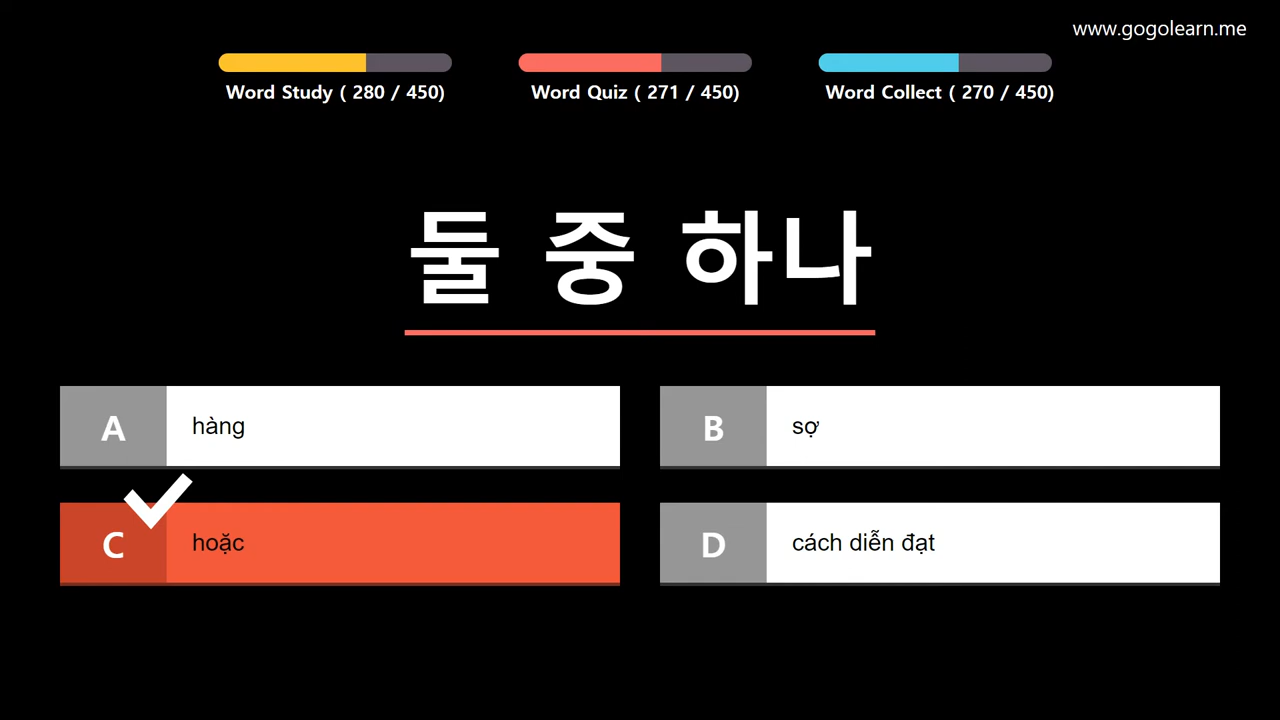 www.gogolearn.me
Word Study ( 280 / 450)
Word Quiz ( 271 / 450)
Word Collect ( 270 / 450)
둘 중 하나
A
hàng
B
sợ
C
hoặc
D
cách diễn đạt